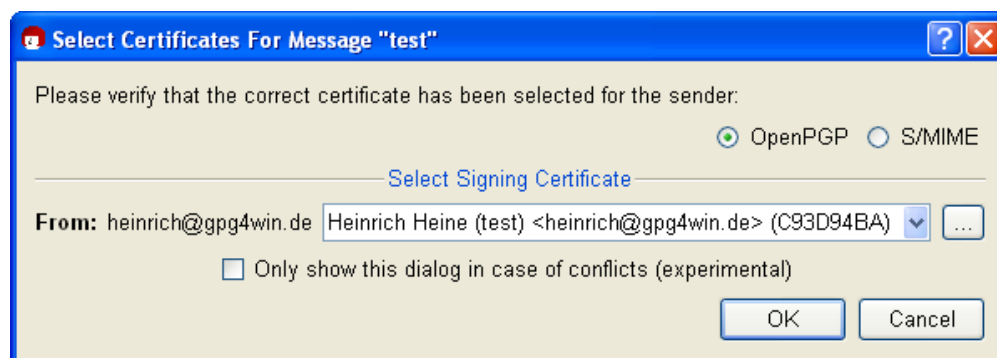 Select Certificates For Message "test"
Please verify that the correct certificate has been selected for the sender:
OpenPGP S/MIME
Select Signing Certificate
From: heinrich@gpg4win.de Heinrich Heine (test) <heinrich@gpg4win.de> (C93D94BA) ...
Only show this dialog in case of conflicts (experimental)
OK Cancel